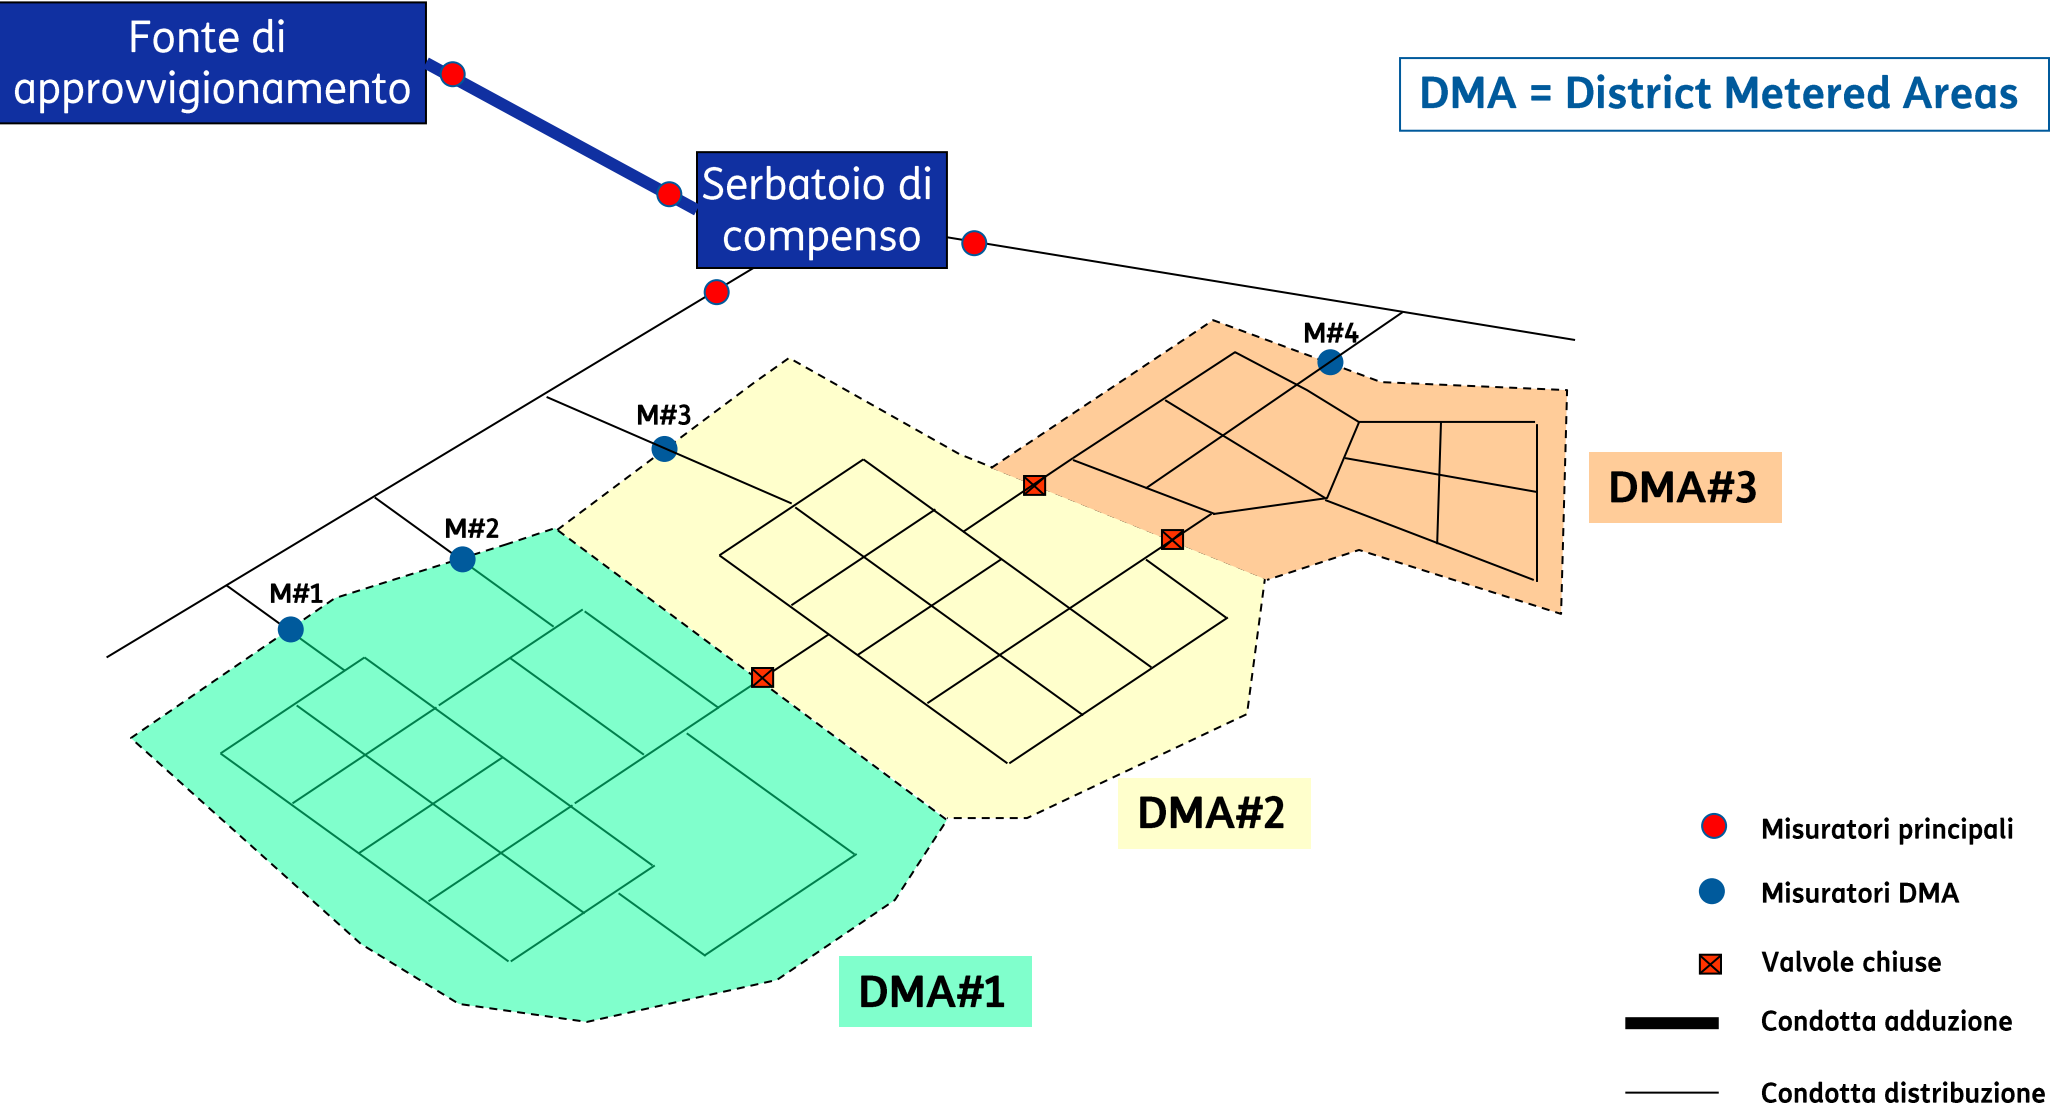 Fonte di
approvvigionamento
DMA = District Metered Areas
Serbatoio di
compenso
M#4
M#3
DMA#3
M#2
M#1
DMA#2
Misuratori principali
Misuratori DMA
Valvole chiuse
DMA#1
Condotta adduzione
Condotta distribuzione